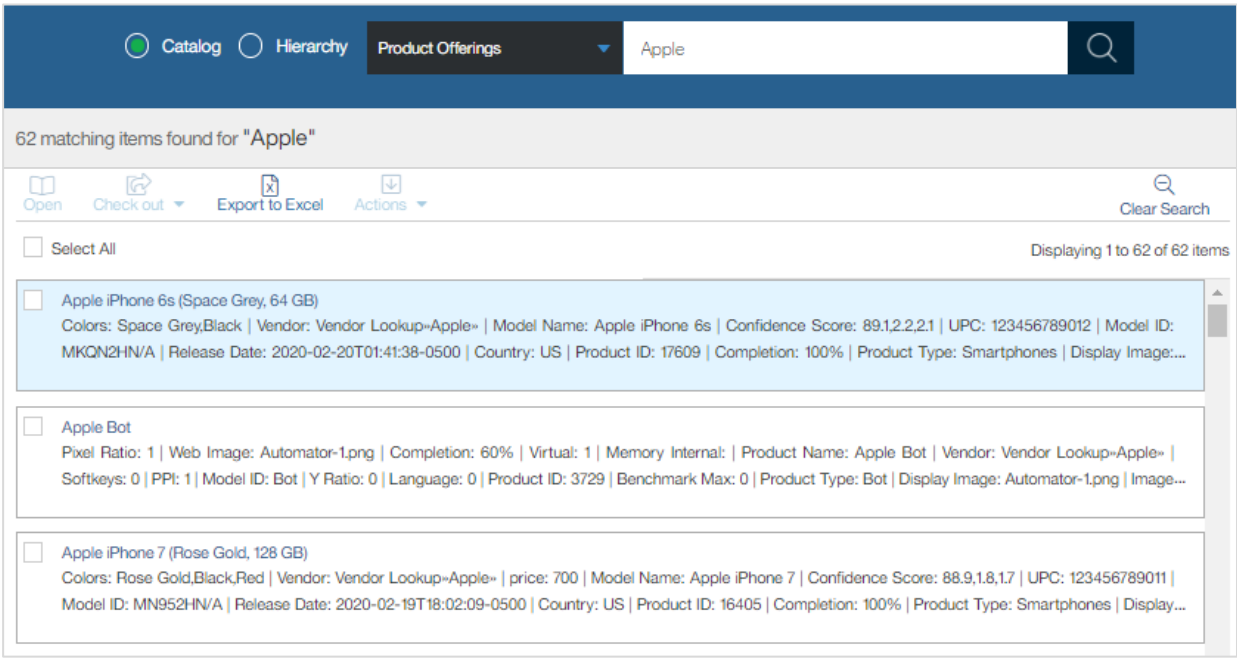 Catalog Hierarchy Product Offerings Apple
62 matching items found for "Apple"
Open Check out Export to Excel Actions Clear Search
Select All Displaying 1 to 62 of 62 items
Apple iPhone 6s (Space Grey, 64 GB)
Colors: Space Grey,Black | Vendor: Vendor Lookup»Apple» | Model Name: Apple iPhone 6s | Confidence Score: 89.1,2.2,2.1 | UPC: 123456789012 | Model ID:
MKQN2HN/A | Release Date: 2020-02-20T01:41:38-0500 | Country: US | Product ID: 17609 | Completion: 100% | Product Type: Smartphones | Display Image:...
Apple Bot
Pixel Ratio: 1 | Web Image: Automator-1.png | Completion: 60% | Virtual: 1 | Memory Internal: | Product Name: Apple Bot | Vendor: Vendor Lookup»Apple» |
Softkeys: 0 | PPI: 1 | Model ID: Bot | Y Ratio: 0 | Language: 0 | Product ID: 3729 | Benchmark Max: 0 | Product Type: Bot | Display Image: Automator-1.png | Image...
Apple iPhone 7 (Rose Gold, 128 GB)
Colors: Rose Gold,Black,Red | Vendor: Vendor Lookup»Apple» | price: 700 | Model Name: Apple iPhone 7 | Confidence Score: 88.9,1.8,1.7 | UPC: 123456789011 |
Model ID: MN952HN/A | Release Date: 2020-02-19T18:02:09-0500 | Country: US | Product ID: 16405 | Completion: 100% | Product Type: Smartphones | Display...